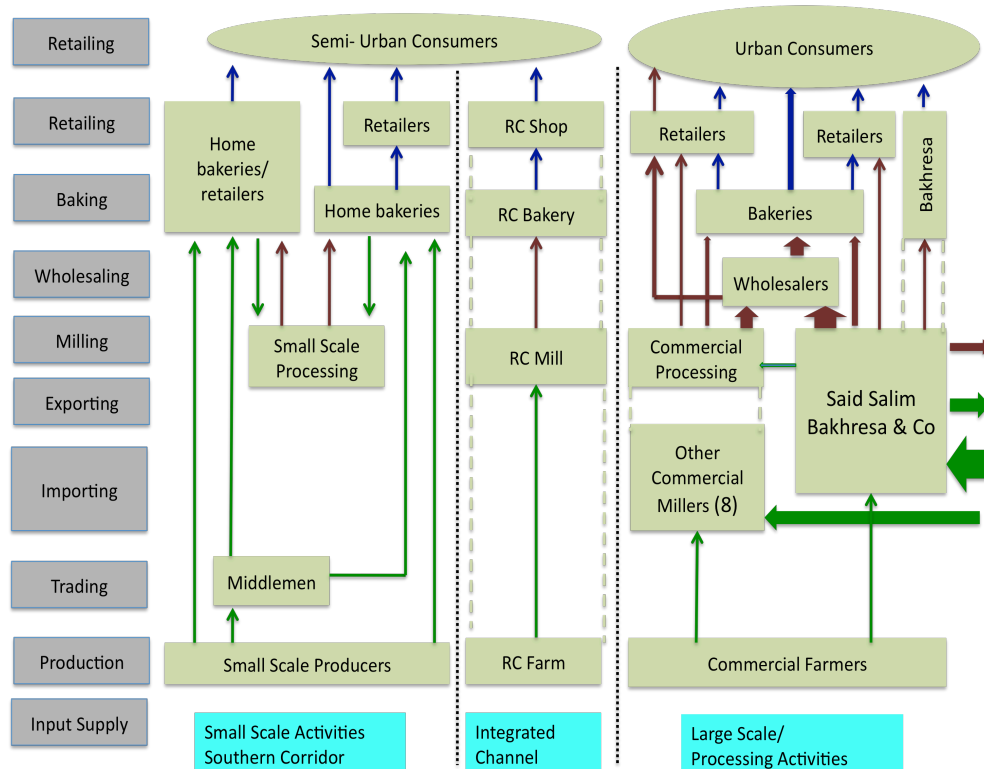 Retailing
Semi- Urban Consumers
Urban Consumers
Retailing
Home
bakeries/
retailers
Retailers
RC Shop
Retailers
Retailers
Bakhresa
Baking
Home bakeries
RC Bakery
Bakeries
Wholesaling
Wholesalers
Milling
Small Scale
Processing
RC Mill
Commercial
Processing
Said Salim
Bakhresa & Co
Exporting
Importing
Other
Commercial
Millers (8)
Trading
Middlemen
Production
Small Scale Producers
RC Farm
Commercial Farmers
Input Supply
Small Scale Activities
Southern Corridor
Integrated
Channel
Large Scale/
Processing Activities